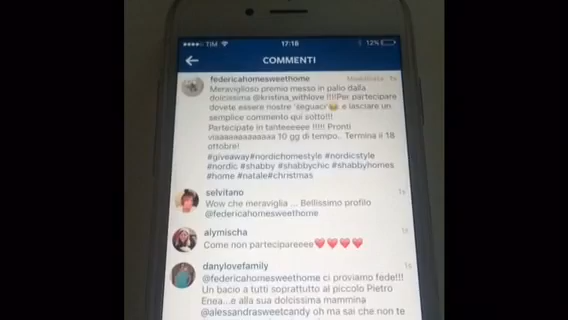 TIM 17:18 12%
COMMENTI
federicahomesweethome
Meraviglioso premio messo in palio dalla
dolcissima @kristina_withlove !!!!Per partecipare
dovete essere nostre 'seguaci'😂 e lasciare un
semplice commento qui sotto!!!
Partecipate in tanteeeeee !!!!! Pronti
viaaaaaaaaaaaaa 10 gg di tempo.. Termina il 18
ottobre!
#giveaway#nordichomestyle #nordicstyle
#nordic #shabby #shabbychic #shabbyhomes
#home #natale#christmas
selvitano
Wow che meraviglia ... Bellissimo profilo
@federicahomesweethome
alymischa
Come non partecipareeee❤❤❤❤
danylovefamily
@federicahomesweethome ci proviamo fede!!!
Un bacio a tutti soprattutto al piccolo Pietro
Enea...e alla sua dolcissima mammina
@alessandrasweetcandy oh ma sai che non te